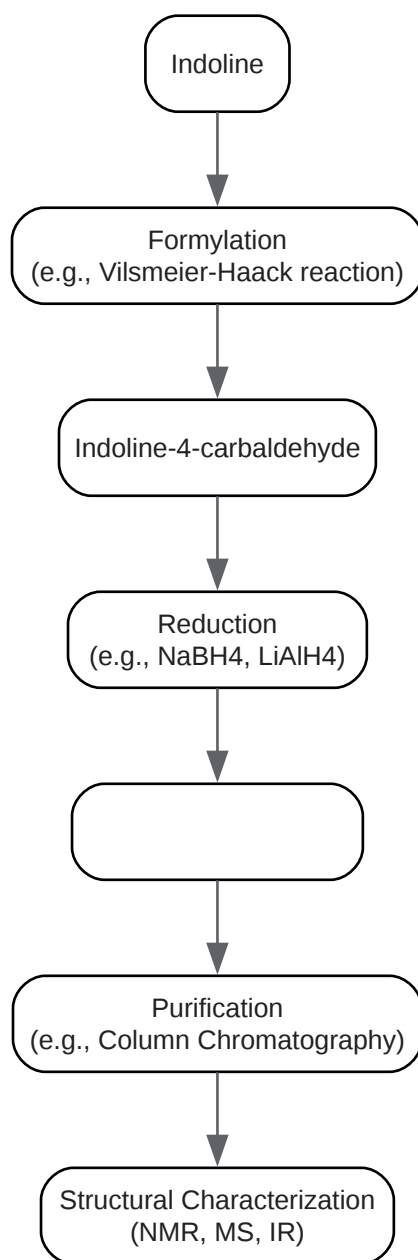 Indoline
Formylation
(e.g., Vilsmeier-Haack reaction)
Indoline-4-carbaldehyde
Reduction
(e.g., NaBH4, LiAlH4)
Purification
(e.g., Column Chromatography)
Structural Characterization
(NMR, MS, IR)